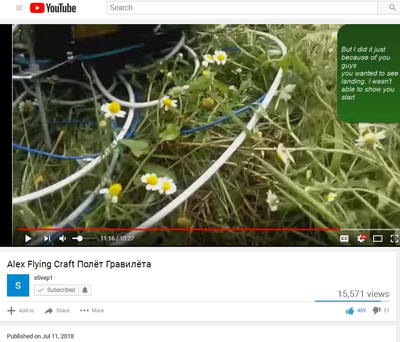 YouTube
Search
But I did it just
because of you
guys
you wanted to see
landing. I wasn't
able to show you
start
11:16 / 13:27
CC
Alex Flying Craft Полёт Гравилёта
S
stivep1
Subscribed
15,571 views
Add to
Share
More
409
51
Published on Jul 11, 2018